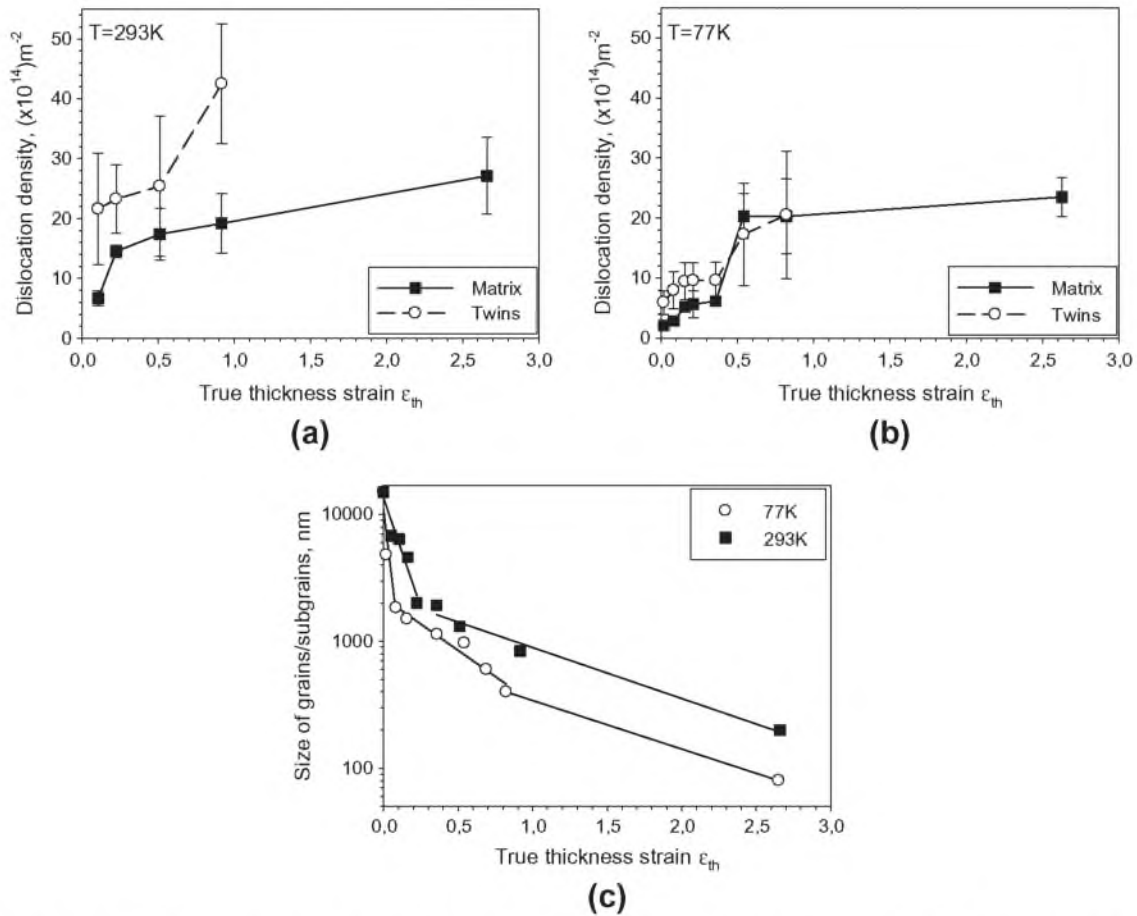 T=293K
Dislocation density, (x10¹⁴)m⁻²
50
40
30
20
10
0
0,0 0,5 1,0 1,5 2,0 2,5 3,0
True thickness strain εth
Matrix
Twins
(a)
T=77K
Dislocation density, (x10¹⁴)m⁻²
50
40
30
20
10
0
0,0 0,5 1,0 1,5 2,0 2,5 3,0
True thickness strain εth
Matrix
Twins
(b)
Size of grains/subgrains, nm
10000
1000
100
0,0 0,5 1,0 1,5 2,0 2,5 3,0
True thickness strain εth
77K
293K
(c)